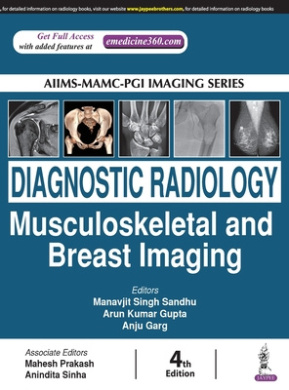 , for detailed information on radiology books, visit our website www.jaypeebrothers.com, for detailed information on radiology books
Get Full Access
with added features at
emedicine360.com
AIIMS-MAMC-PGI IMAGING SERIES
DIAGNOSTIC RADIOLOGY
Musculoskeletal and
Breast Imaging
Editors
Manavjit Singh Sandhu
Arun Kumar Gupta
Anju Garg
Associate Editors
Mahesh Prakash
Anindita Sinha
4th
Edition
JAYPEE